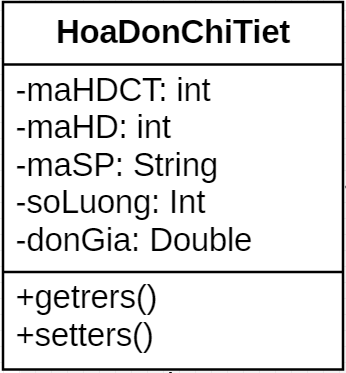 HoaDonChiTiet
-maHDCT: int
-maHD: int
-maSP: String
-soLuong: Int
-donGia: Double
+getrers()
+setters()